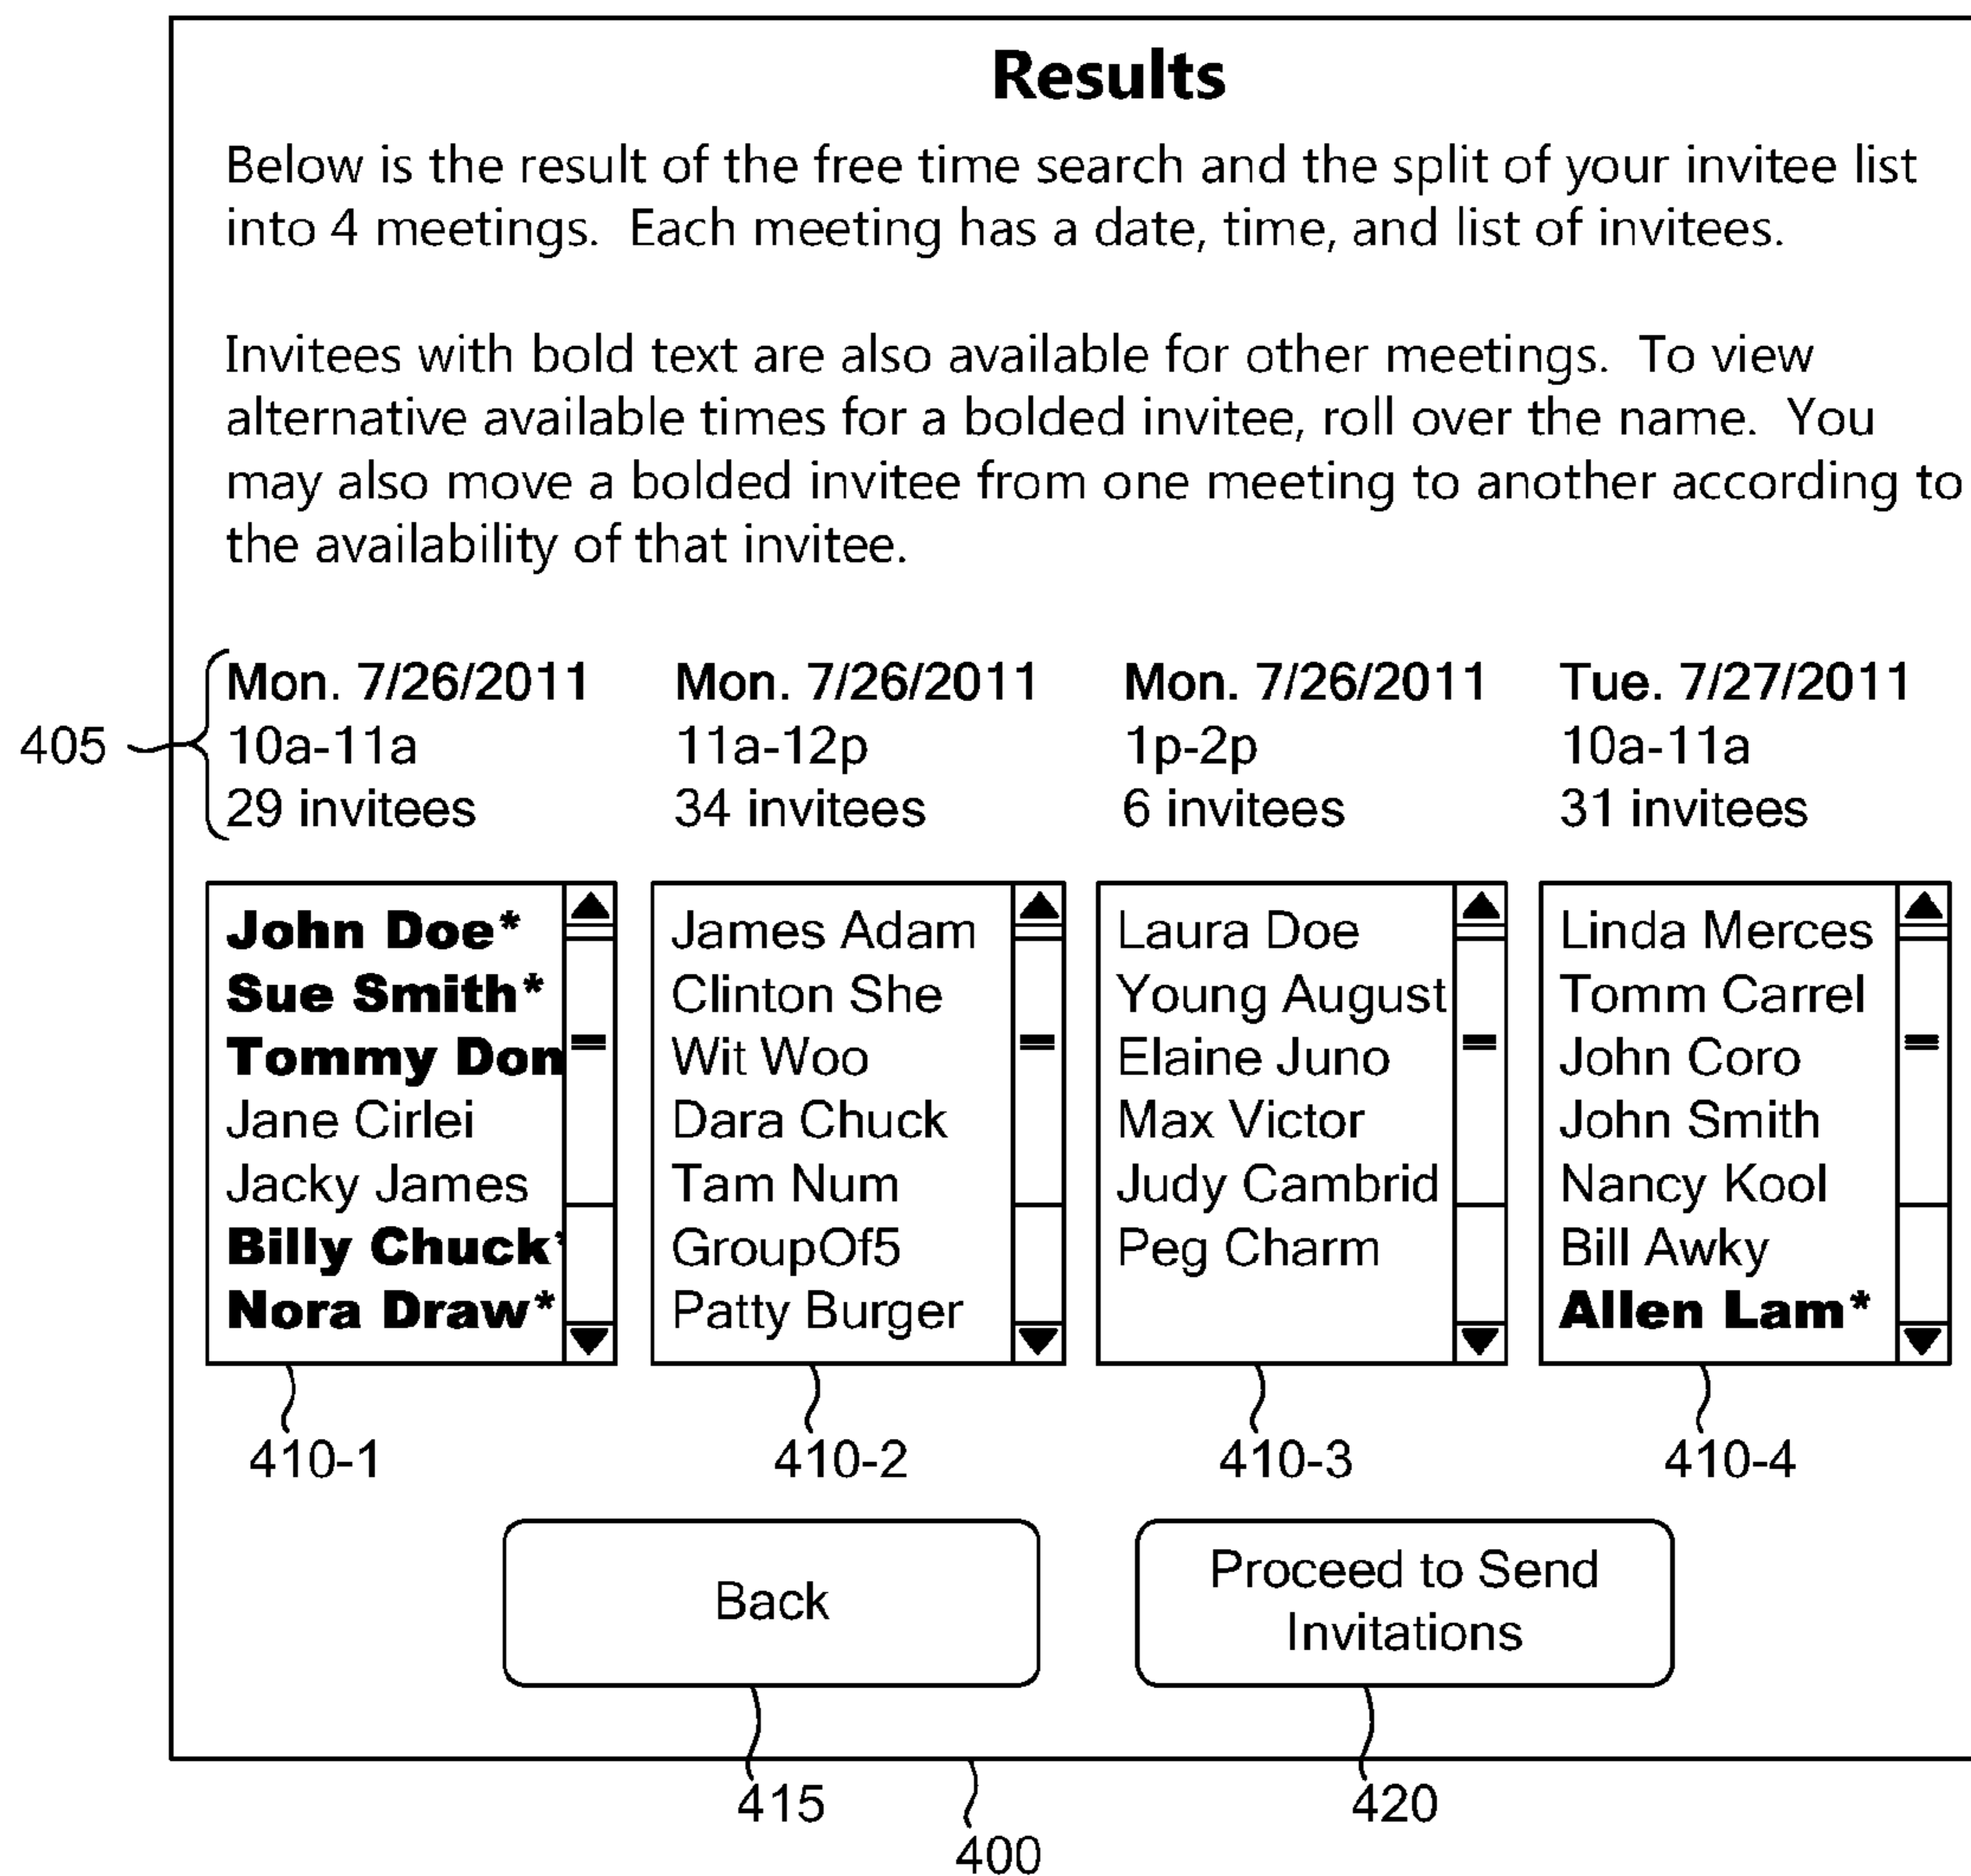 Results
Below is the result of the free time search and the split of your invitee list
into 4 meetings. Each meeting has a date, time, and list of invitees.
Invitees with bold text are also available for other meetings. To view
alternative available times for a bolded invitee, roll over the name. You
may also move a bolded invitee from one meeting to another according to
the availability of that invitee.
405
Mon. 7/26/2011
10a-11a
29 invitees
Mon. 7/26/2011
11a-12p
34 invitees
Mon. 7/26/2011
1p-2p
6 invitees
Tue. 7/27/2011
10a-11a
31 invitees
John Doe*
Sue Smith*
Tommy Don
Jane Cirlei
Jacky James
Billy Chuck*
Nora Draw*
James Adam
Clinton She
Wit Woo
Dara Chuck
Tam Num
GroupOf5
Patty Burger
Laura Doe
Young August
Elaine Juno
Max Victor
Judy Cambrid
Peg Charm
Linda Merces
Tomm Carrel
John Coro
John Smith
Nancy Kool
Bill Awky
Allen Lam*
410-1
410-2
410-3
410-4
Back
Proceed to Send
Invitations
415
420
400